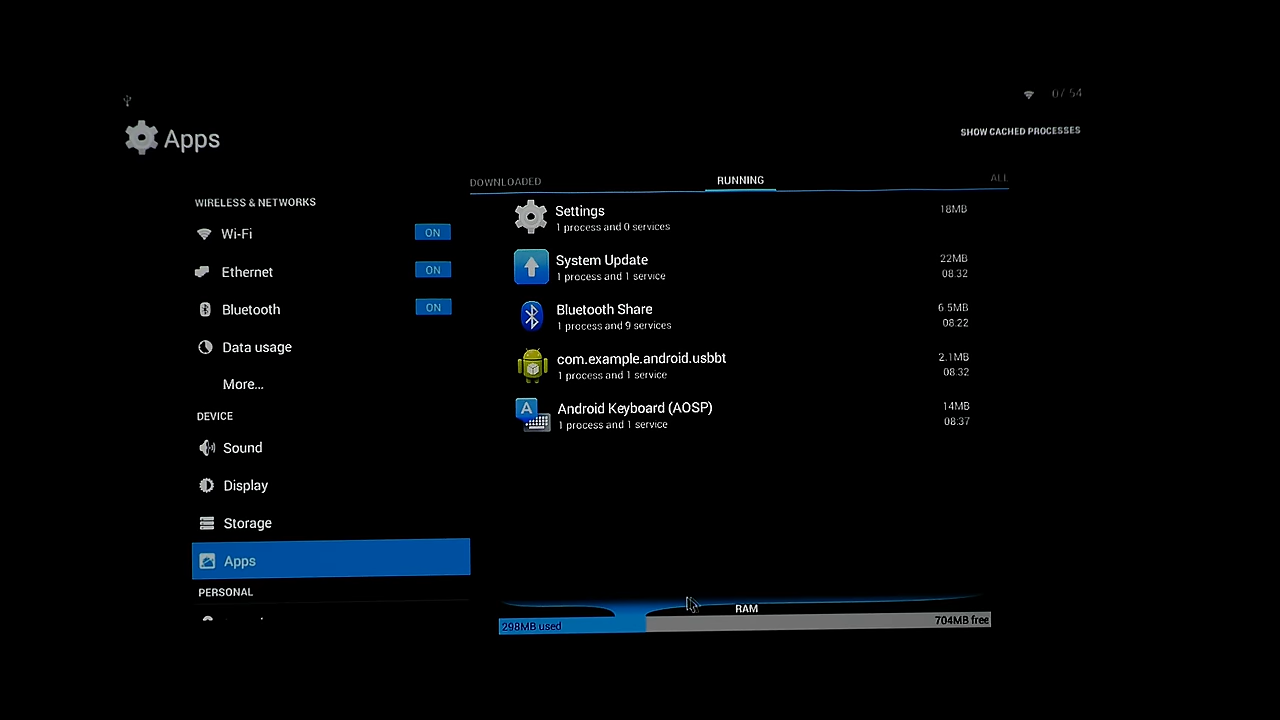 07:54
Apps
SHOW CACHED PROCESSES
DOWNLOADED
RUNNING
ALL
WIRELESS & NETWORKS
Wi-Fi
ON
Ethernet
ON
Bluetooth
ON
Data usage
More...
DEVICE
Sound
Display
Storage
Apps
PERSONAL
Settings
18MB
1 process and 0 services
System Update
22MB
1 process and 1 service
08:32
Bluetooth Share
6.5MB
1 process and 9 services
08:22
com.example.android.usbbt
2.1MB
1 process and 1 service
08:32
A
Android Keyboard (AOSP)
14MB
1 process and 1 service
08:37
RAM
298MB used
704MB free